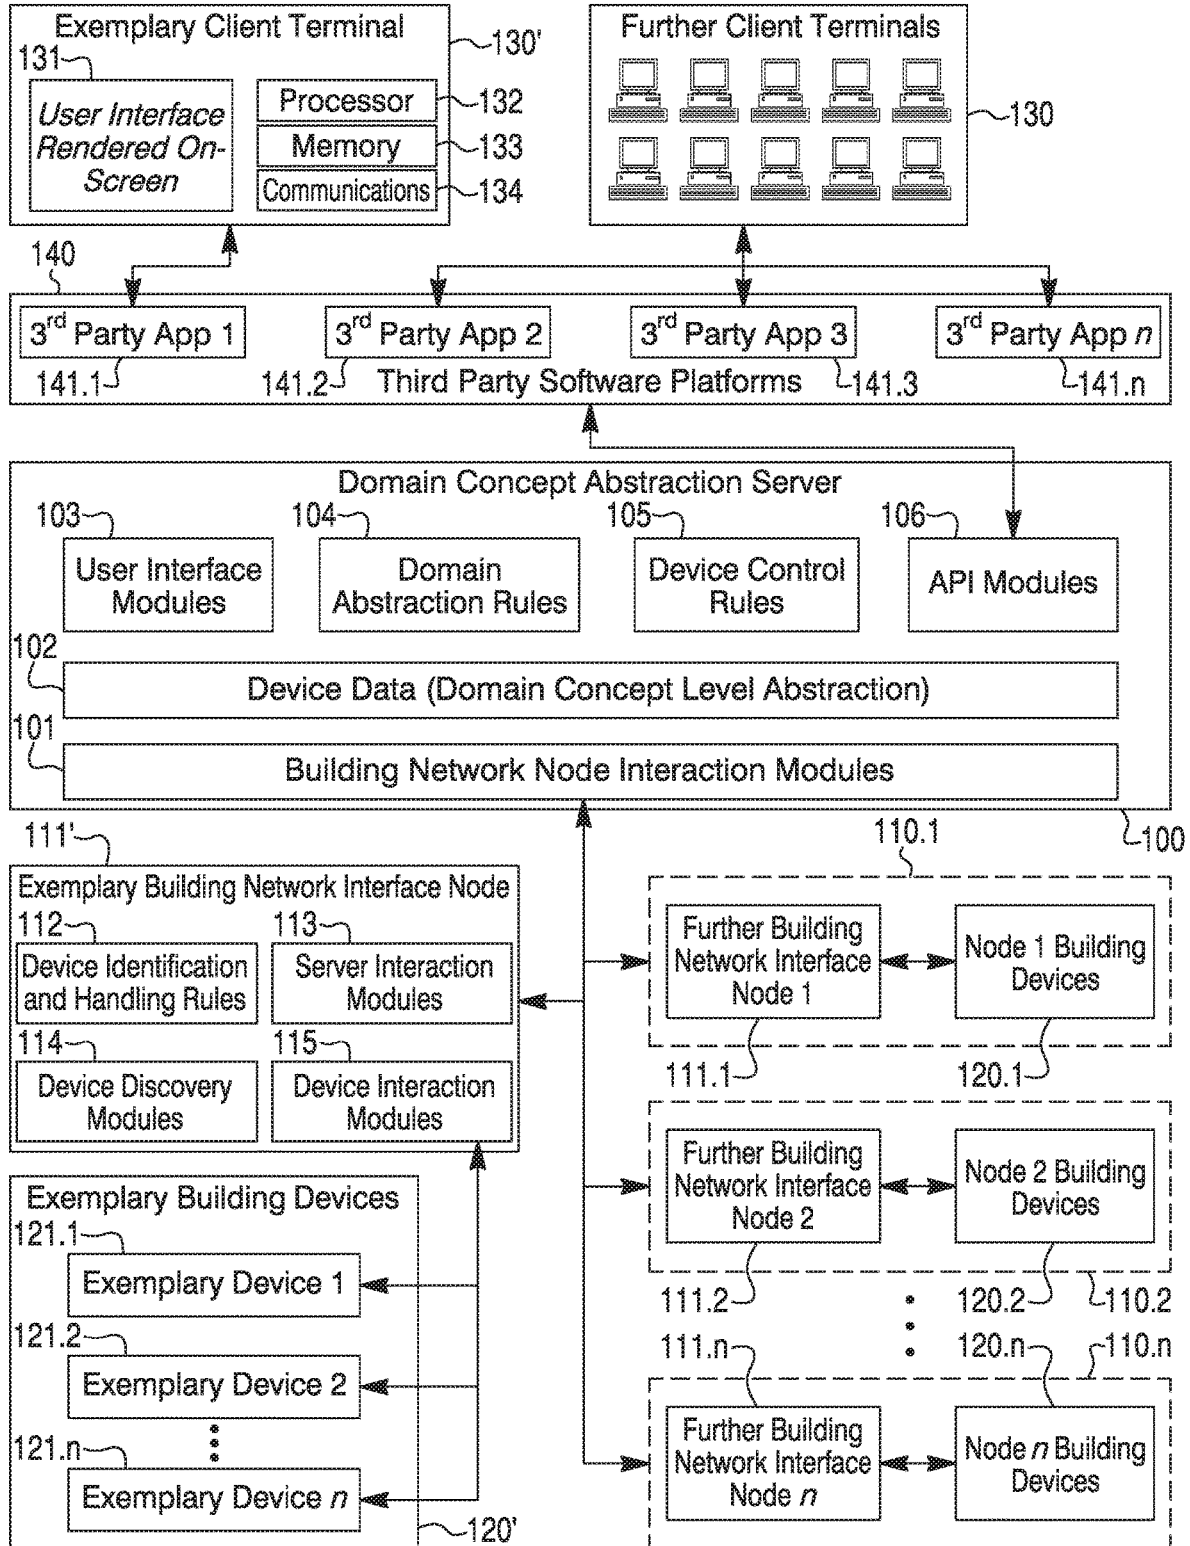 Exemplary Client Terminal
131
User Interface
Rendered On-
Screen
Processor
Memory
Communications
130'
132
133
134
Further Client Terminals
130
140
3rd Party App 1
3rd Party App 2
3rd Party App 3
3rd Party App n
141.1
141.2
Third Party Software Platforms
141.3
141.n
Domain Concept Abstraction Server
103
104
105
106
User Interface
Modules
Domain
Abstraction Rules
Device Control
Rules
API Modules
102
Device Data (Domain Concept Level Abstraction)
101
Building Network Node Interaction Modules
100
111'
Exemplary Building Network Interface Node
112
113
Device Identification
and Handling Rules
Server Interaction
Modules
114
115
Device Discovery
Modules
Device Interaction
Modules
110.1
Further Building
Network Interface
Node 1
Node 1 Building
Devices
111.1
120.1
Further Building
Network Interface
Node 2
Node 2 Building
Devices
111.2
120.2
110.2
111.n
120.n
110.n
Further Building
Network Interface
Node n
Node n Building
Devices
Exemplary Building Devices
121.1
Exemplary Device 1
121.2
Exemplary Device 2
121.n
Exemplary Device n
120'